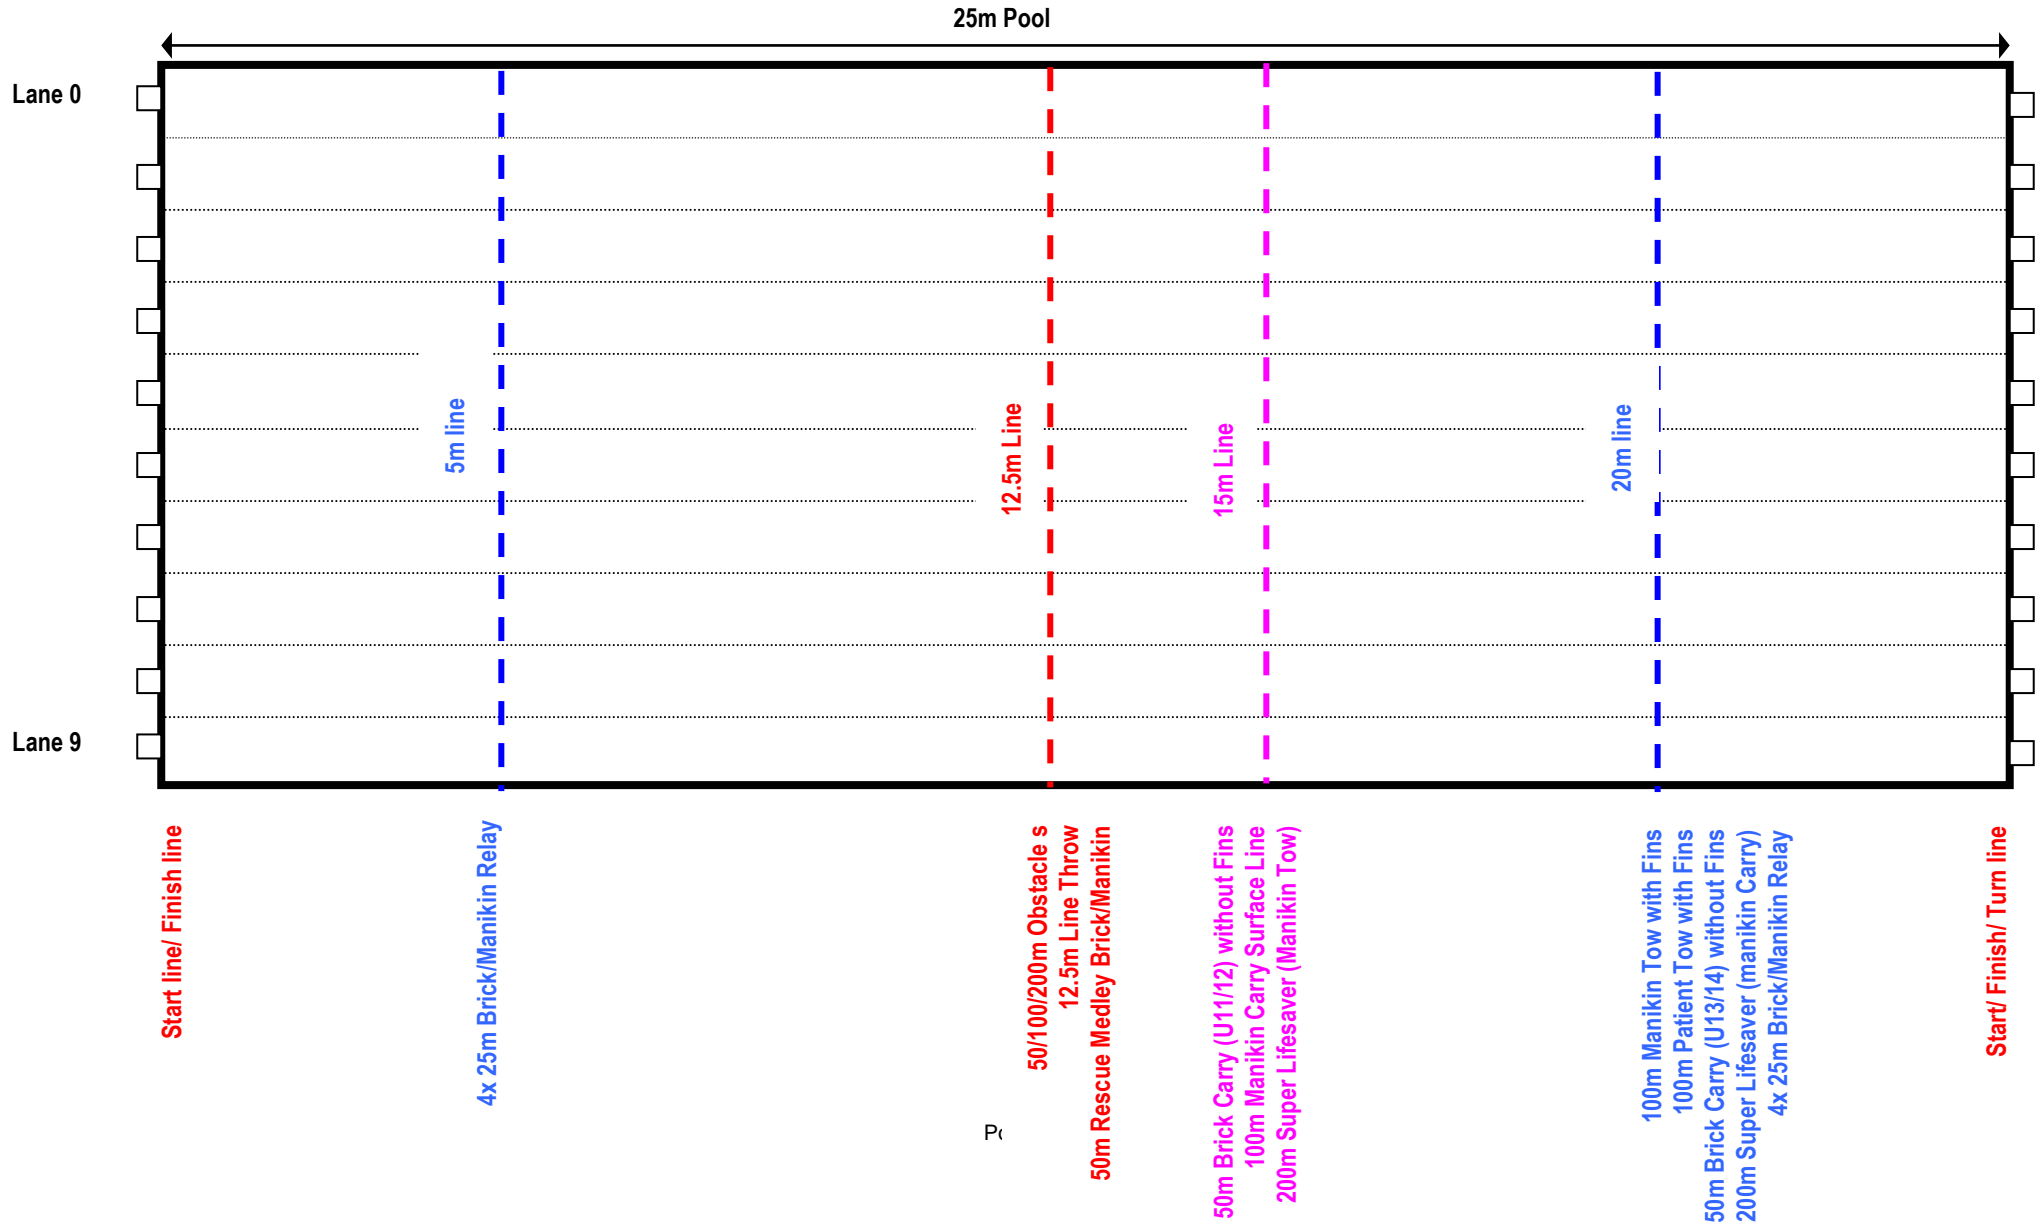 25m Pool
Lane 0
5m line
12.5m Line
15m Line
20m line
Lane 9
Start line/ Finish line
4x 25m Brick/Manikin Relay
50/100/200m Obstacle s
12.5m Line Throw
50m Rescue Medley Brick/Manikin
50m Brick Carry (U11/12) without Fins
100m Manikin Carry Surface Line
200m Super Lifesaver (Manikin Tow)
100m Manikin Tow with Fins
100m Patient Tow with Fins
50m Brick Carry (U13/14) without Fins
200m Super Lifesaver (manikin Carry)
4x 25m Brick/Manikin Relay
Start/ Finish/ Turn line